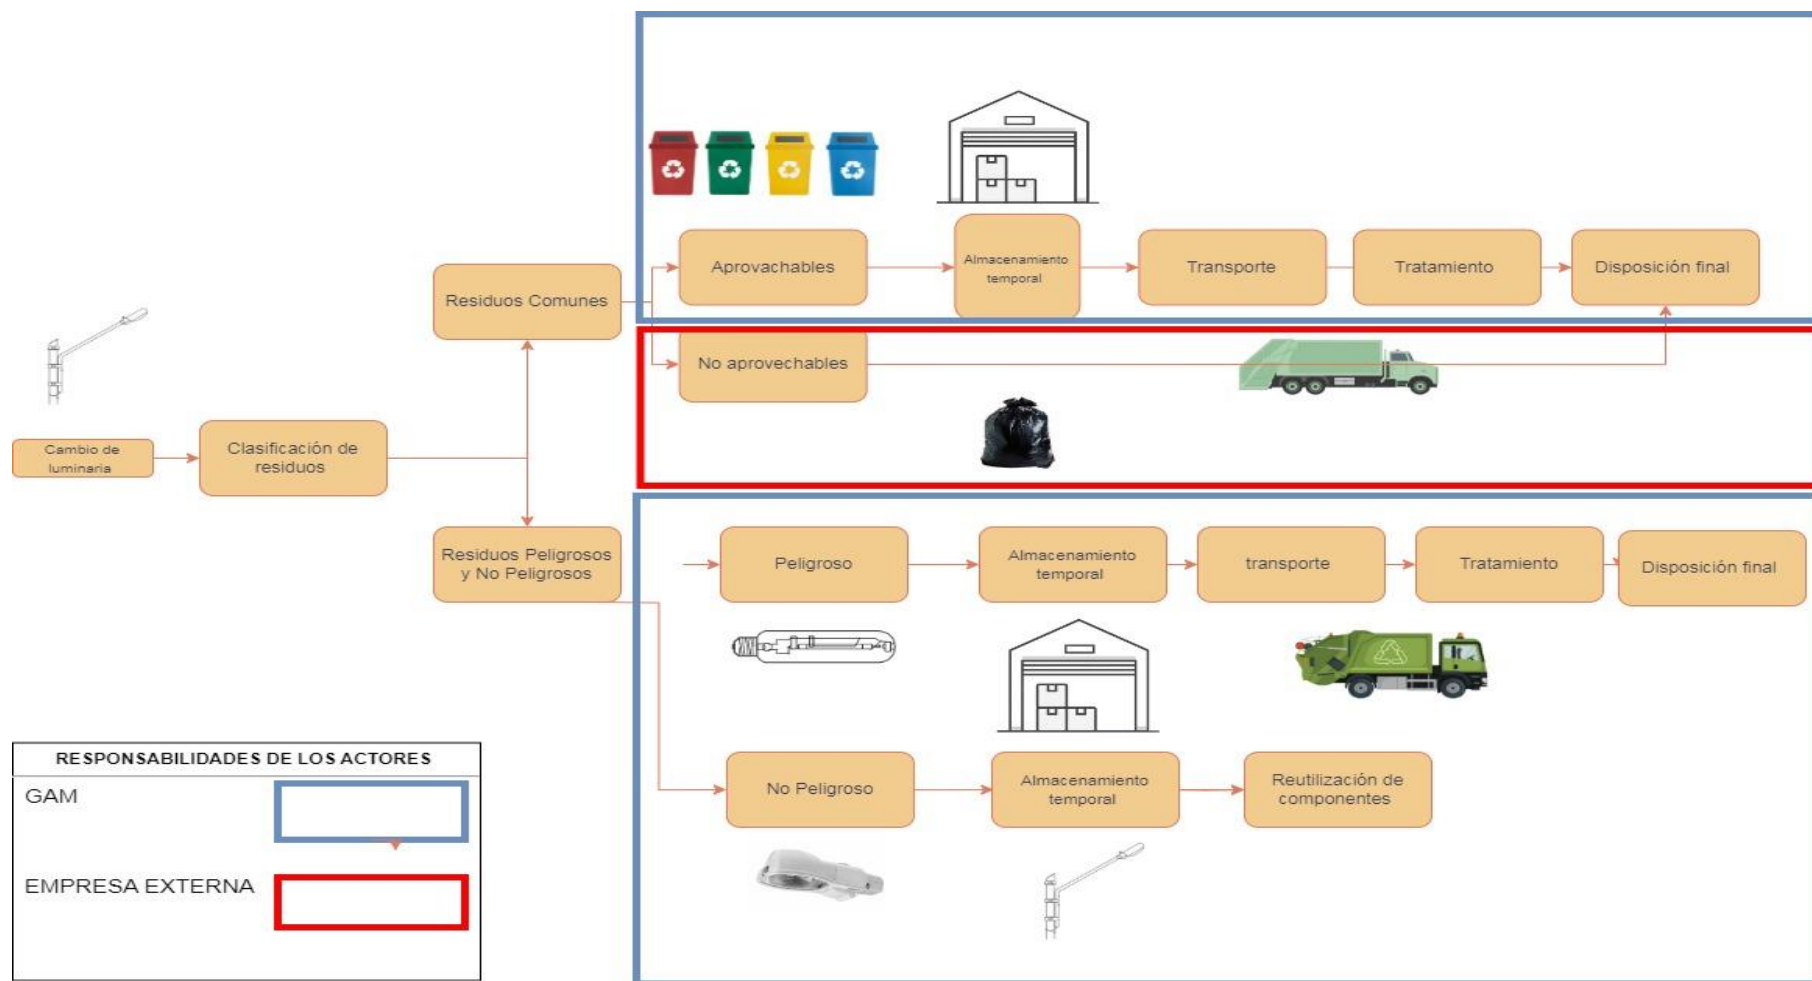 Aprovachables
Almacenamiento
temporal
Transporte
Tratamiento
Disposición final
Residuos Comunes
No aprovechables
Cambio de
luminaria
Clasificación de
residuos
Residuos Peligrosos
y No Peligrosos
Peligroso
Almacenamiento
temporal
transporte
Tratamiento
Disposición final
No Peligroso
Almacenamiento
temporal
Reutilización de
componentes
RESPONSABILIDADES DE LOS ACTORES
GAM
EMPRESA EXTERNA